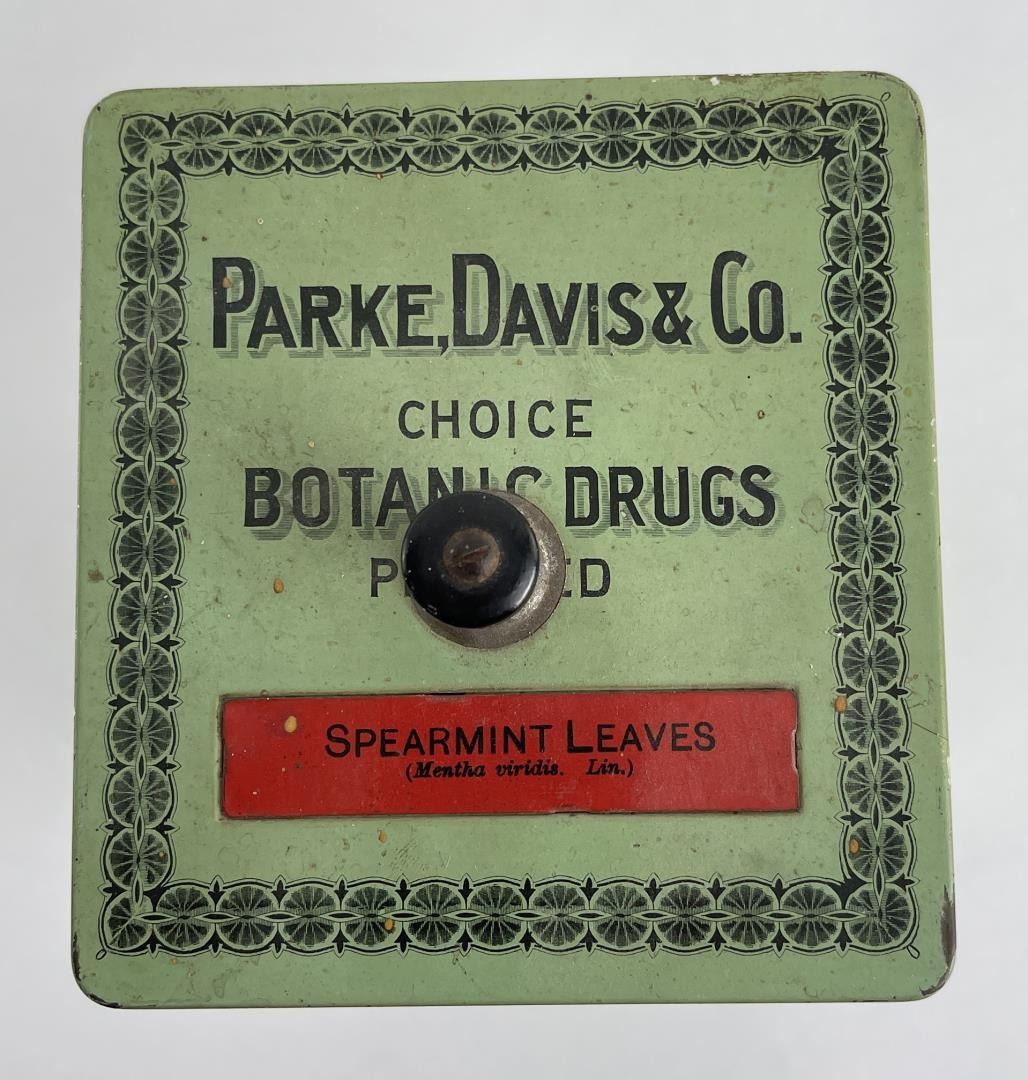 PARKE, DAVIS & CO.
CHOICE
BOTANIC DRUGS
SPEARMINT LEAVES
(Mentha viridis. Lin.)